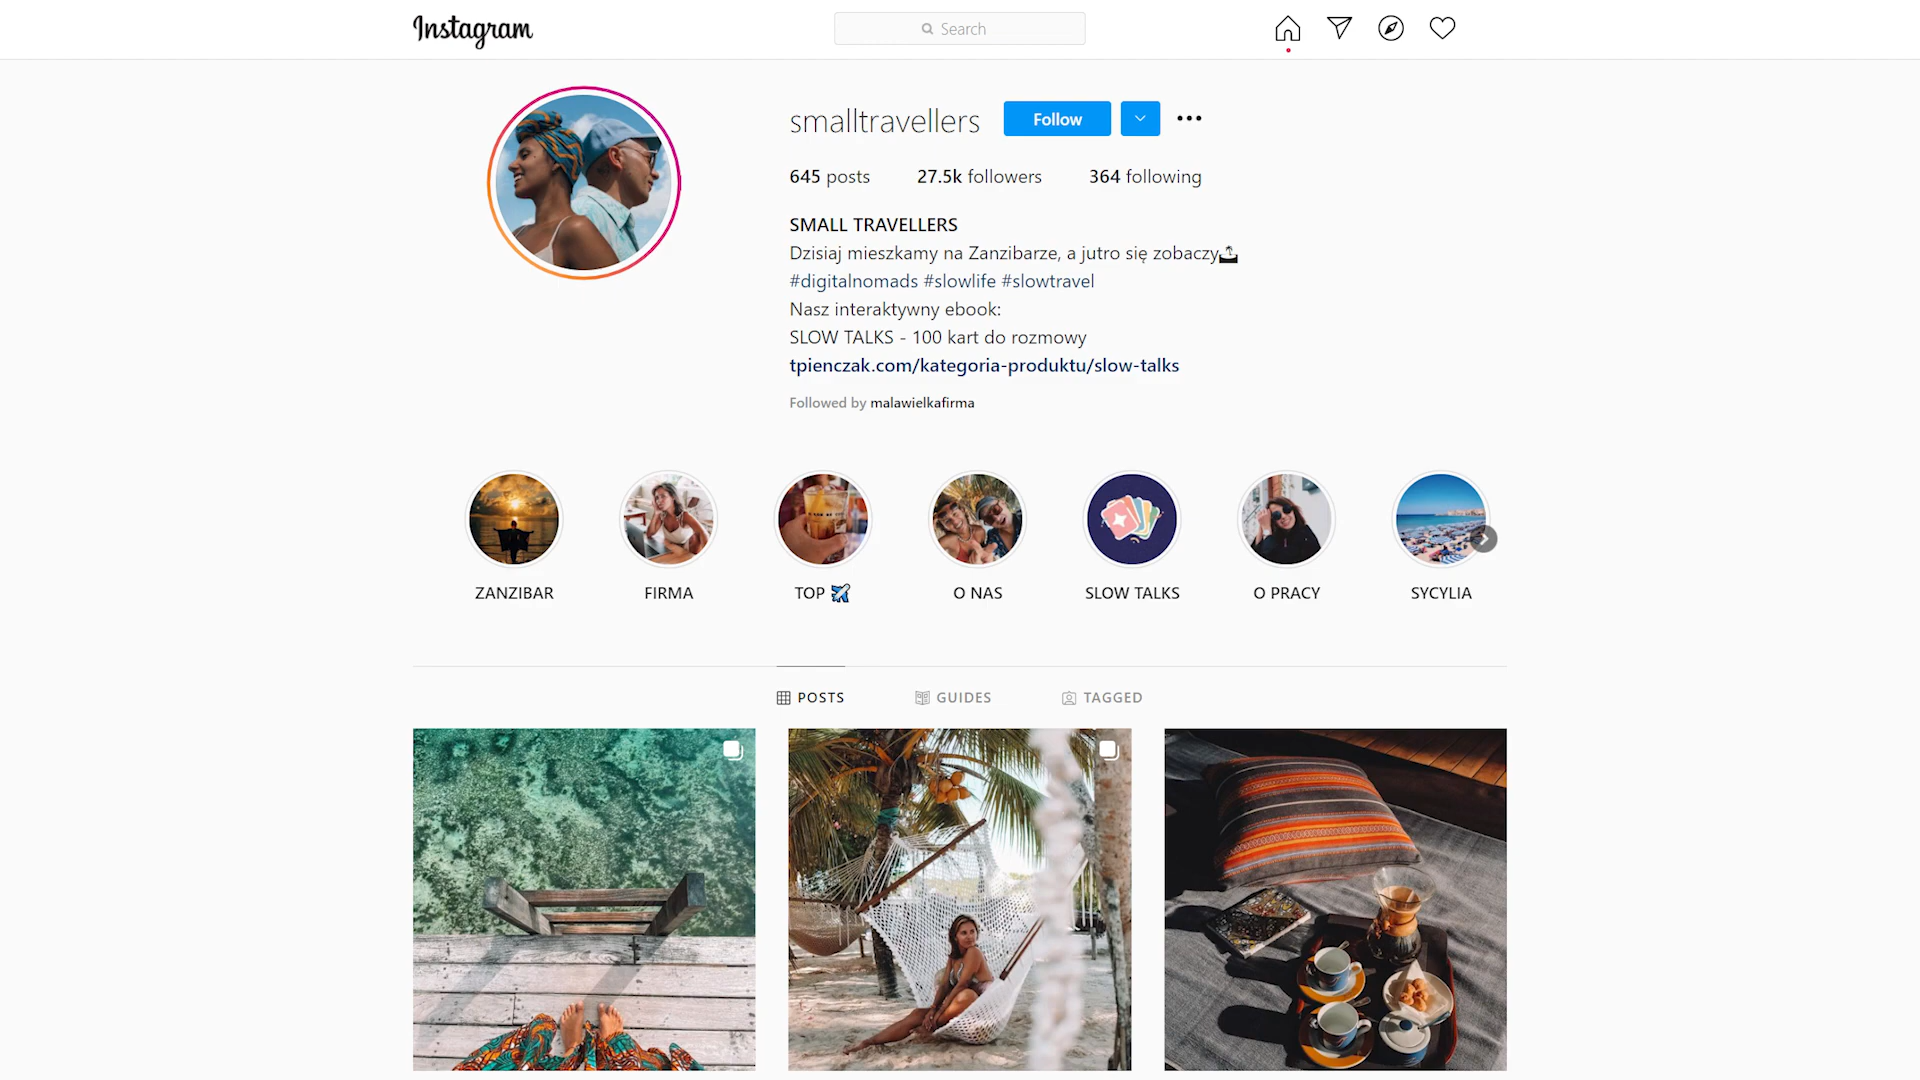 Instagram
Search
smalltravellers
Follow
645 posts 27.5k followers 364 following
SMALL TRAVELLERS
Dzisiaj mieszkamy na Zanzibarze, a jutro się zobaczy🏝
#digitalnomads #slowlife #slowtravel
Nasz interaktywny ebook:
SLOW TALKS - 100 kart do rozmowy
tpienczak.com/kategoria-produktu/slow-talks
Followed by malawielkafirma
ZANZIBAR FIRMA TOP ✈️ O NAS SLOW TALKS O PRACY SYCYLIA
POSTS GUIDES TAGGED